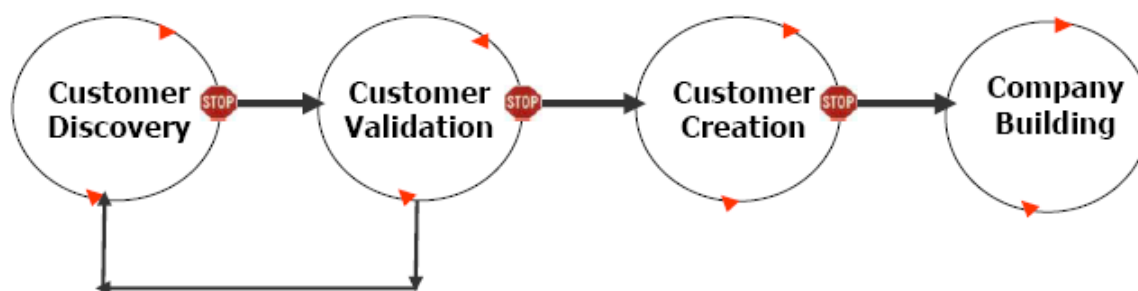 Customer
Discovery
STOP
Customer
Validation
STOP
Customer
Creation
STOP
Company
Building